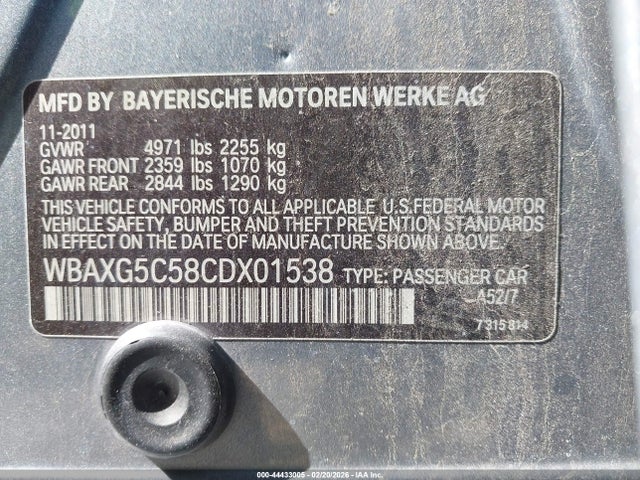 MFD BY BAYERISCHE MOTOREN WERKE AG
11-2011
GVWR 4971 lbs 2255 kg
GAWR FRONT 2359 lbs 1070 kg
GAWR REAR 2844 lbs 1290 kg
THIS VEHICLE CONFORMS TO ALL APPLICABLE U.S.FEDERAL MOTOR
VEHICLE SAFETY, BUMPER AND THEFT PREVENTION STANDARDS
IN EFFECT ON THE DATE OF MANUFACTURE SHOWN ABOVE.
WBAXG5C58CDX01538 TYPE: PASSENGER CAR
A52/7
7 315 814
000-44433005 - 02/20/2026 - IAA Inc.